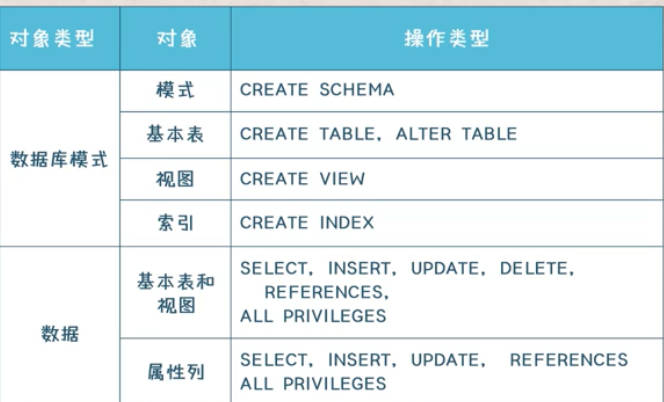 对象类型 对象 操作类型
数据库模式 模式 CREATE SCHEMA
基本表 CREATE TABLE, ALTER TABLE
视图 CREATE VIEW
索引 CREATE INDEX
数据 基本表和视图 SELECT, INSERT, UPDATE, DELETE,
REFERENCES,
ALL PRIVILEGES
属性列 SELECT, INSERT, UPDATE, REFERENCES
ALL PRIVILEGES